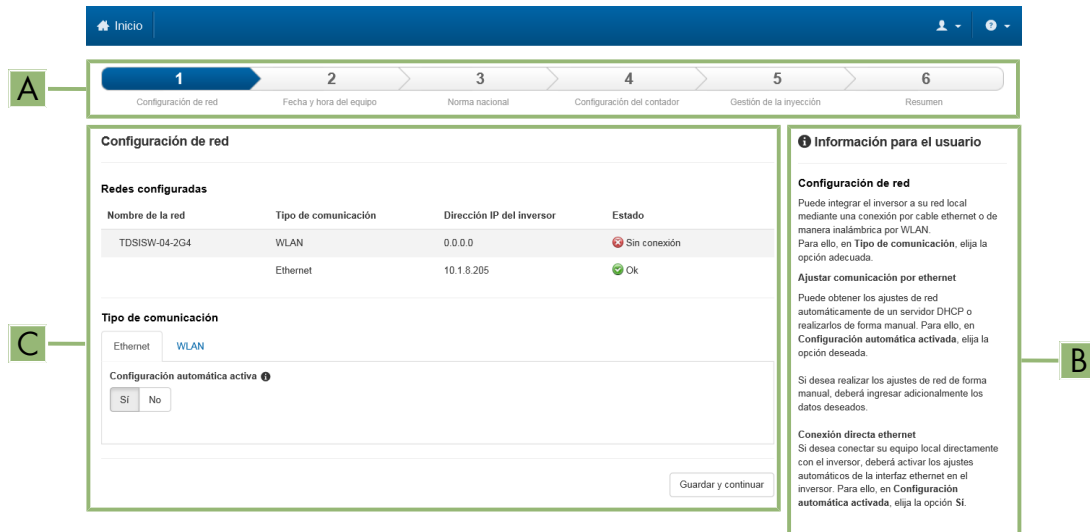 Inicio
A
1 2 3 4 5 6
Configuración de red Fecha y hora del equipo Norma nacional Configuración del contador Gestión de la inyección Resumen
Configuración de red
Redes configuradas
Nombre de la red Tipo de comunicación Dirección IP del inversor Estado
TDSISW-04-2G4 WLAN 0.0.0.0 Sin conexión
Ethernet 10.1.8.205 Ok
Tipo de comunicación
C
Ethernet WLAN
Configuración automática activa
Sí No
Guardar y continuar
Información para el usuario
Configuración de red
Puede integrar el inversor a su red local
mediante una conexión por cable ethernet o de
manera inalámbrica por WLAN.
Para ello, en Tipo de comunicación, elija la
opción adecuada.
Ajustar comunicación por ethernet
Puede obtener los ajustes de red
automáticamente de un servidor DHCP o
realizarlos de forma manual. Para ello, en
Configuración automática activada, elija la
opción deseada.
B
Si desea realizar los ajustes de red de forma
manual, deberá ingresar adicionalmente los
datos deseados.
Conexión directa ethernet
Si desea conectar su equipo local directamente
con el inversor, deberá activar los ajustes
automáticos de la interfaz ethernet en el
inversor. Para ello, en Configuración
automática activada, elija la opción Sí.